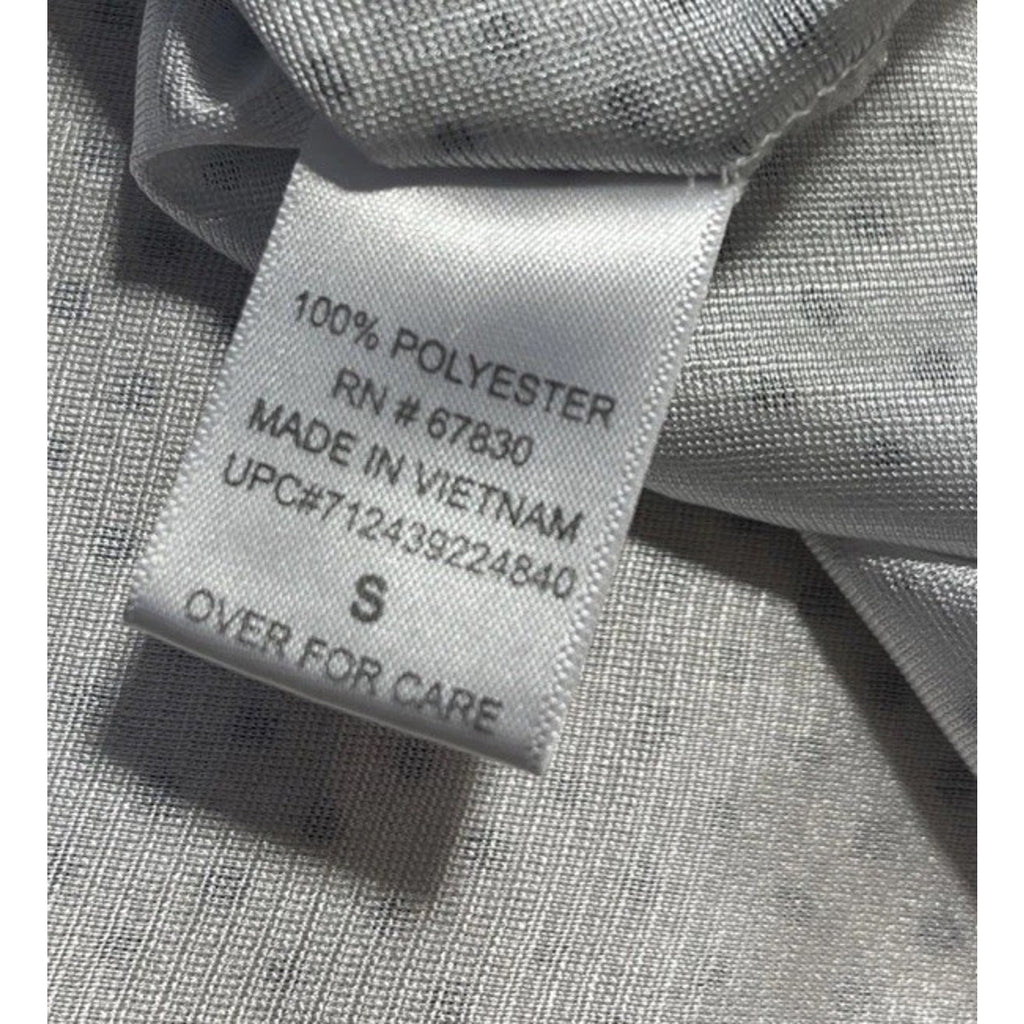 100% POLYESTER
RN # 67830
MADE IN VIETNAM
UPC#712439224840
S
OVER FOR CARE